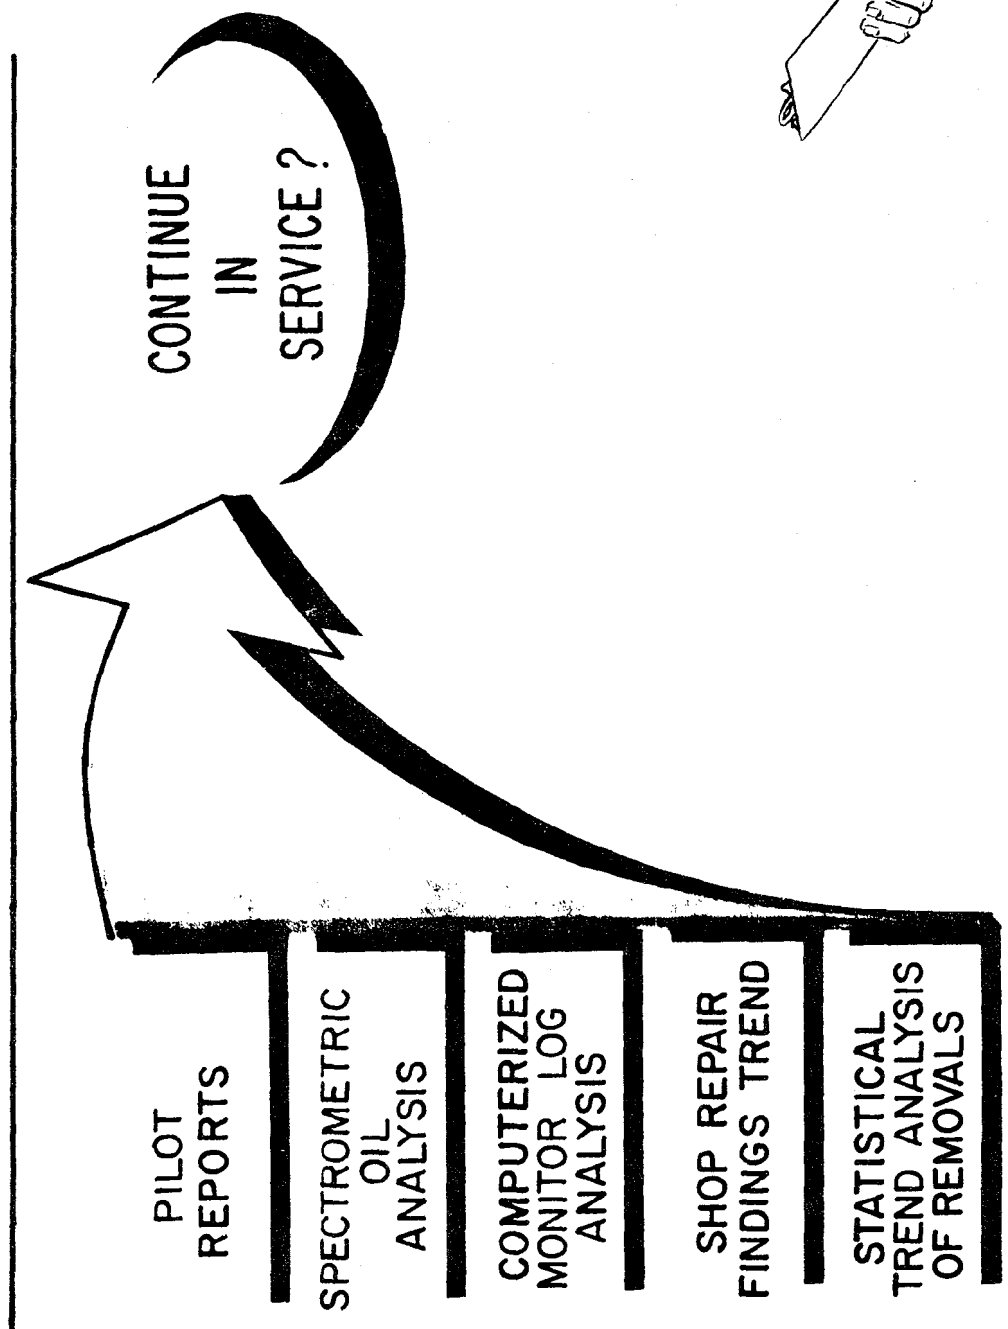 PILOT
REPORTS
SPECTROMETRIC
OIL
ANALYSIS
COMPUTERIZED
MONITOR LOG
ANALYSIS
SHOP REPAIR
FINDINGS TREND
STATISTICAL
TREND ANALYSIS
OF REMOVALS
CONTINUE
IN
SERVICE?